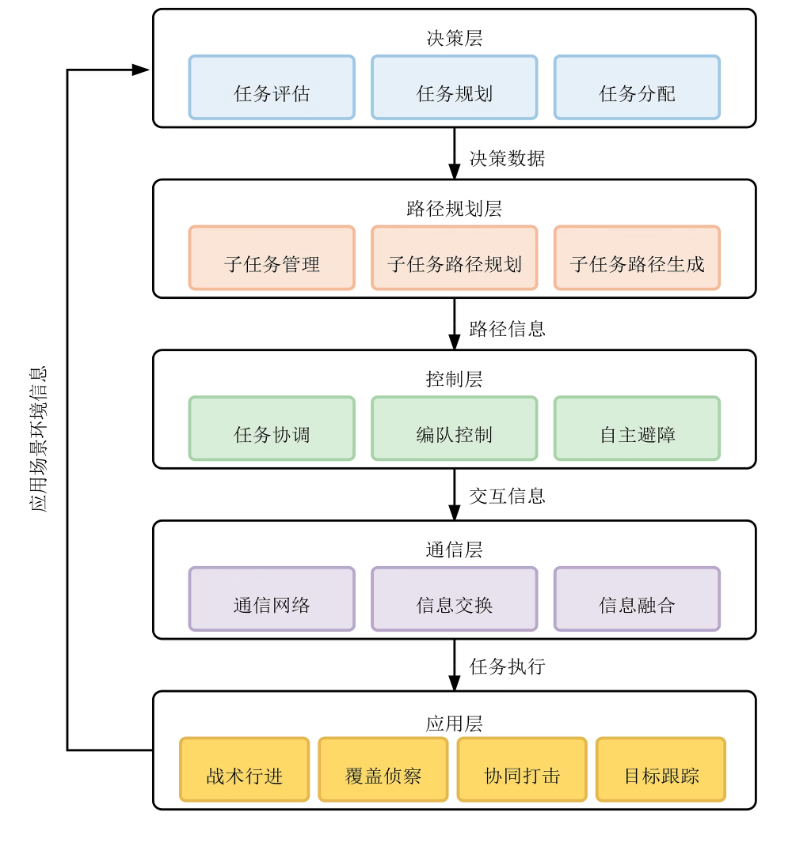 决策层
任务评估
任务规划
任务分配
决策数据
路径规划层
子任务管理
子任务路径规划
子任务路径生成
路径信息
控制层
任务协调
编队控制
自主避障
交互信息
通信层
通信网络
信息交换
信息融合
任务执行
应用层
战术行进
覆盖侦察
协同打击
目标跟踪
应用场景环境信息